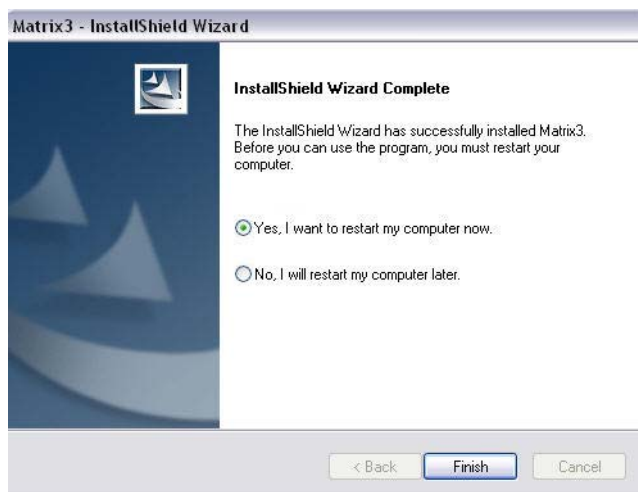 Matrix3 - InstallShield Wizard
InstallShield Wizard Complete
The InstallShield Wizard has successfully installed Matrix3.
Before you can use the program, you must restart your
computer.
Yes, I want to restart my computer now.
No, I will restart my computer later.
< Back Finish Cancel